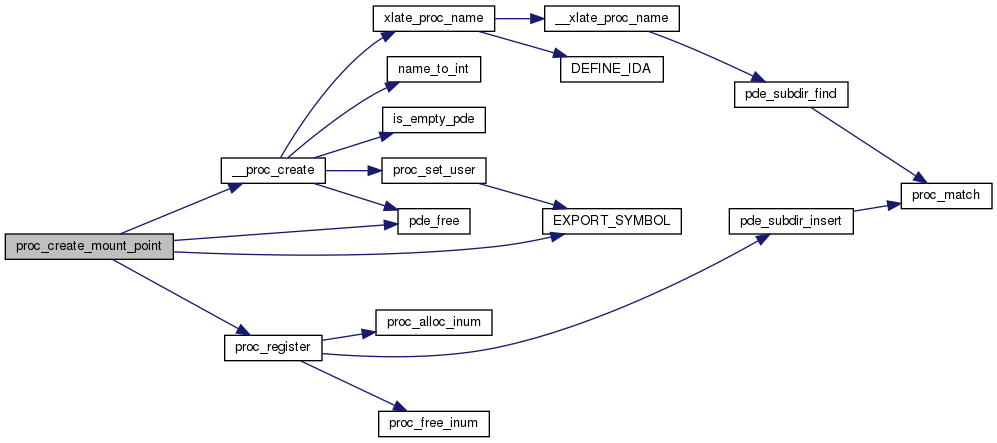 xlate_proc_name
__xlate_proc_name
name_to_int
DEFINE_IDA
pde_subdir_find
is_empty_pde
__proc_create
proc_set_user
proc_match
pde_free
EXPORT_SYMBOL
pde_subdir_insert
proc_create_mount_point
proc_alloc_inum
proc_register
proc_free_inum